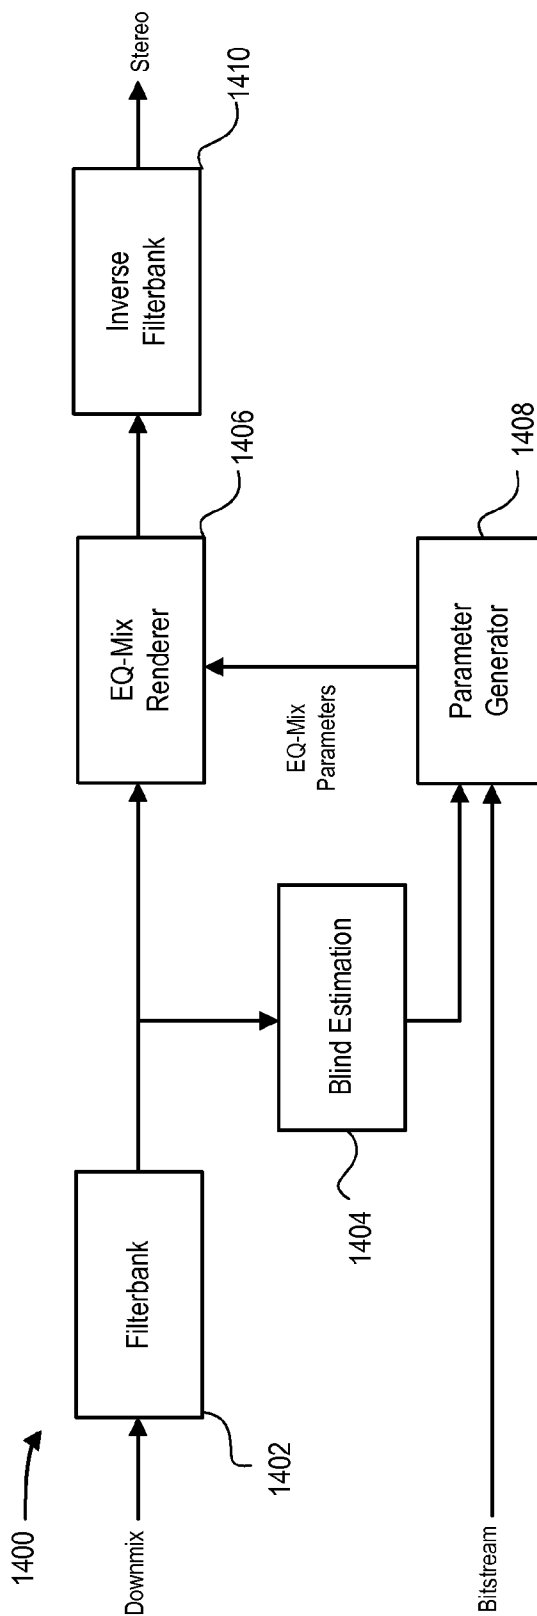 1400
Downmix
Filterbank
1402
Blind Estimation
1404
EQ-Mix
Renderer
1406
Inverse
Filterbank
1410
Stereo
EQ-Mix
Parameters
Parameter
Generator
1408
Bitstream